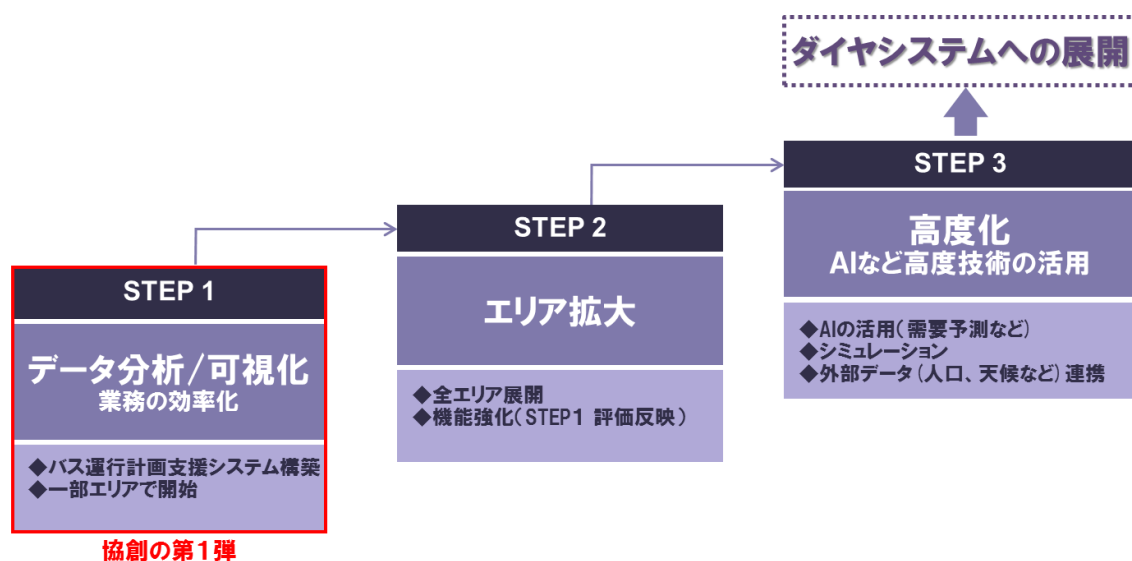 ダイヤシステムへの展開
STEP 3
高度化
AIなど高度技術の活用
◆AIの活用(需要予測など)
◆シミュレーション
◆外部データ(人口、天候など)連携
STEP 2
エリア拡大
◆全エリア展開
◆機能強化(STEP1 評価反映)
STEP 1
データ分析/可視化
業務の効率化
◆バス運行計画支援システム構築
◆一部エリアで開始
協創の第1弾